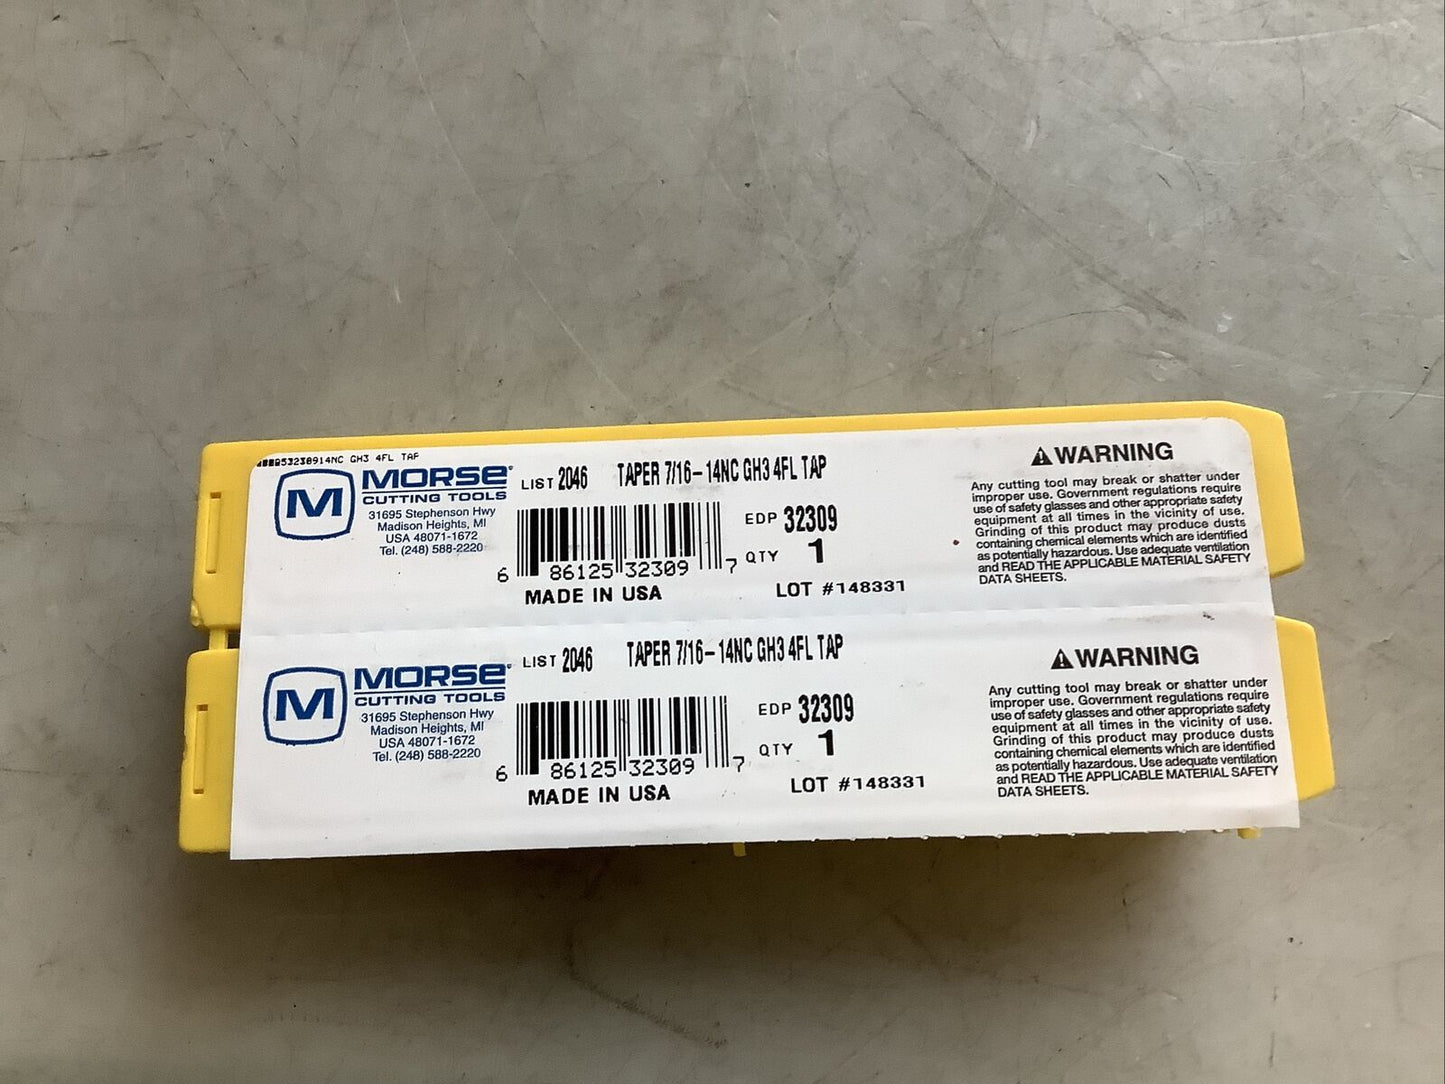 53230914NC GH3 4FL TAP
M
MORSE®
CUTTING TOOLS
31695 Stephenson Hwy
Madison Heights, MI
USA 48071-1672
Tel. (248) 588-2220
LIST 2046 TAPER 7/16-14NC GH3 4FL TAP
EDP 32309
QTY 1
6 86125 32309 7
MADE IN USA
LOT #148331
⚠WARNING
Any cutting tool may break or shatter under
improper use. Government regulations require
use of safety glasses and other appropriate safety
equipment at all times in the vicinity of use.
Grinding of this product may produce dusts
containing chemical elements which are identified
as potentially hazardous. Use adequate ventilation
and READ THE APPLICABLE MATERIAL SAFETY
DATA SHEETS.
M
MORSE®
CUTTING TOOLS
31695 Stephenson Hwy
Madison Heights, MI
USA 48071-1672
Tel. (248) 588-2220
LIST 2046 TAPER 7/16-14NC GH3 4FL TAP
EDP 32309
QTY 1
6 86125 32309 7
MADE IN USA
LOT #148331
⚠WARNING
Any cutting tool may break or shatter under
improper use. Government regulations require
use of safety glasses and other appropriate safety
equipment at all times in the vicinity of use.
Grinding of this product may produce dusts
containing chemical elements which are identified
as potentially hazardous. Use adequate ventilation
and READ THE APPLICABLE MATERIAL SAFETY
DATA SHEETS.